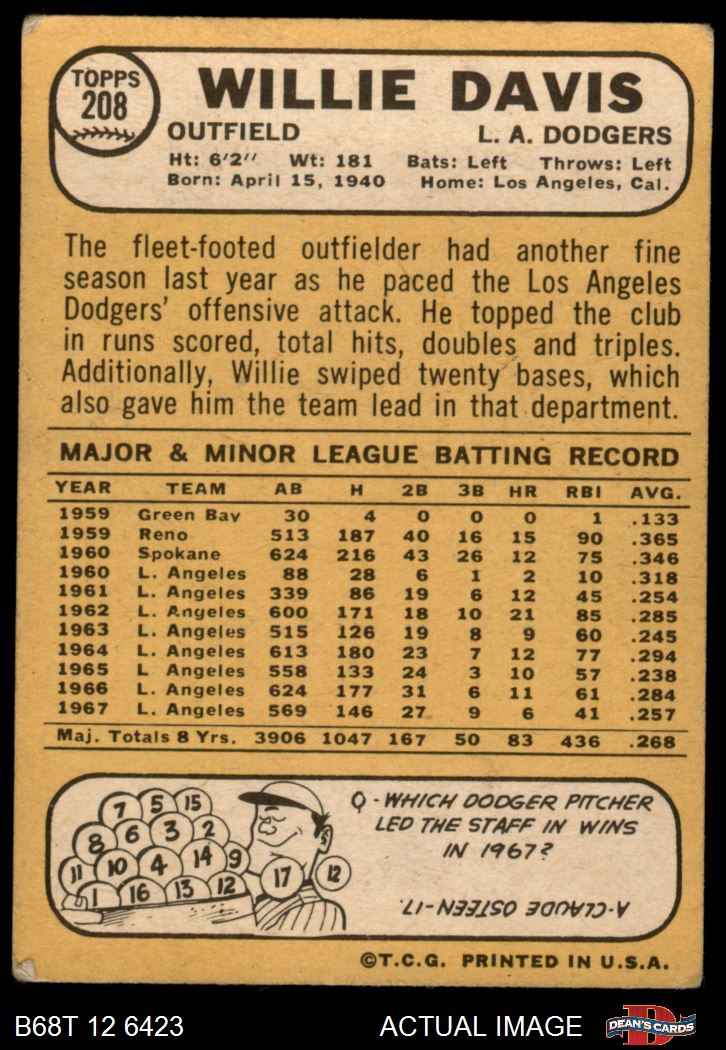 TOPPS
208
WILLIE DAVIS
OUTFIELD L. A. DODGERS
Ht: 6'2" Wt: 181 Bats: Left Throws: Left
Born: April 15, 1940 Home: Los Angeles, Cal.
The fleet-footed outfielder had another fine
season last year as he paced the Los Angeles
Dodgers' offensive attack. He topped the club
in runs scored, total hits, doubles and triples.
Additionally, Willie swiped twenty bases, which
also gave him the team lead in that department.
MAJOR & MINOR LEAGUE BATTING RECORD
YEAR TEAM AB H 2B 3B HR RBI AVG.
1959 Green Bay 30 4 0 0 0 1 .133
1959 Reno 513 187 40 16 15 90 .365
1960 Spokane 624 216 43 26 12 75 .346
1960 L. Angeles 88 28 6 1 2 10 .318
1961 L. Angeles 339 86 19 6 12 45 .254
1962 L. Angeles 600 171 18 10 21 85 .285
1963 L. Angeles 515 126 19 8 9 60 .245
1964 L. Angeles 613 180 23 7 12 77 .294
1965 L Angeles 558 133 24 3 10 57 .238
1966 L. Angeles 624 177 31 6 11 61 .284
1967 L. Angeles 569 146 27 9 6 41 .257
Maj. Totals 8 Yrs. 3906 1047 167 50 83 436 .268
7 5 15
8 6 3 2
11 10 4 14 9
1 16 13 12 17 12
Q - WHICH DODGER PITCHER
LED THE STAFF IN WINS
IN 1967?
A-CLAUDE OSTEEN-17.
©T.C.G. PRINTED IN U.S.A.
B68T 12 6423 ACTUAL IMAGE
D
DEAN'S CARDS